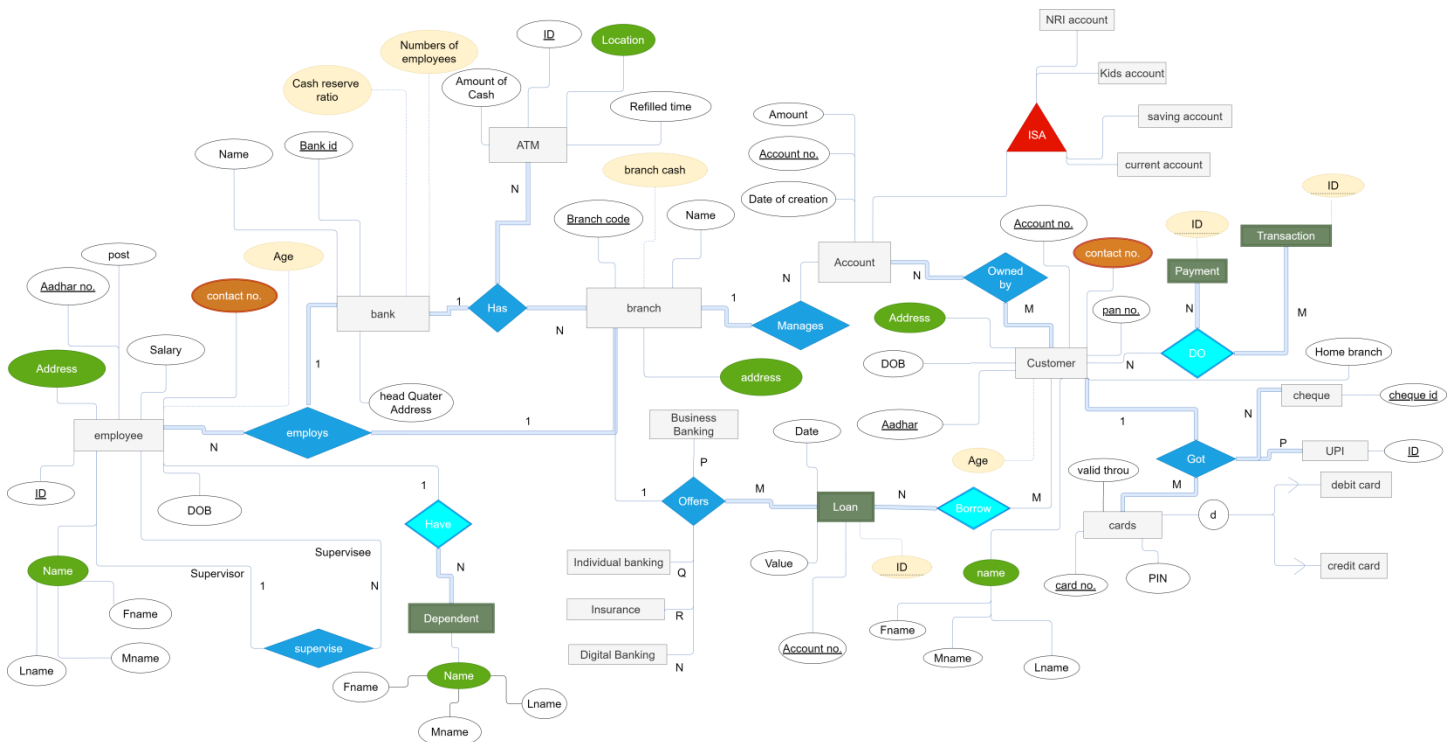 NRI account
ID
Location
Numbers of
employees
Cash reserve
ratio
Amount of
Cash
Refilled time
Kids account
saving account
current account
ISA
Amount
Account no.
Date of creation
Name
Bank id
ATM
N
branch cash
Branch code
Name
ID
ID
Transaction
Account no.
contact no.
Payment
pan no.
post
Age
Aadhar no.
contact no.
bank
1
Has
N
branch
1
N
Manages
Account
N
Owned
by
M
Address
DOB
Customer
N
N
DO
M
Home branch
Address
Salary
1
head Quater
Address
address
cheque
cheque id
Aadhar
1
N
employee
N
employs
1
Business
Banking
Date
Age
Got
P
UPI
ID
ID
DOB
1
Have
P
1
Offers
M
Loan
N
Borrow
M
valid throu
M
cards
d
debit card
credit card
Supervisee
Supervisor
1
N
N
Individual banking
Q
Value
ID
name
card no.
PIN
Name
Fname
Lname
Mname
supervise
Dependent
Insurance
R
Digital Banking
N
Account no.
Fname
Mname
Lname
Name
Fname
Lname
Mname